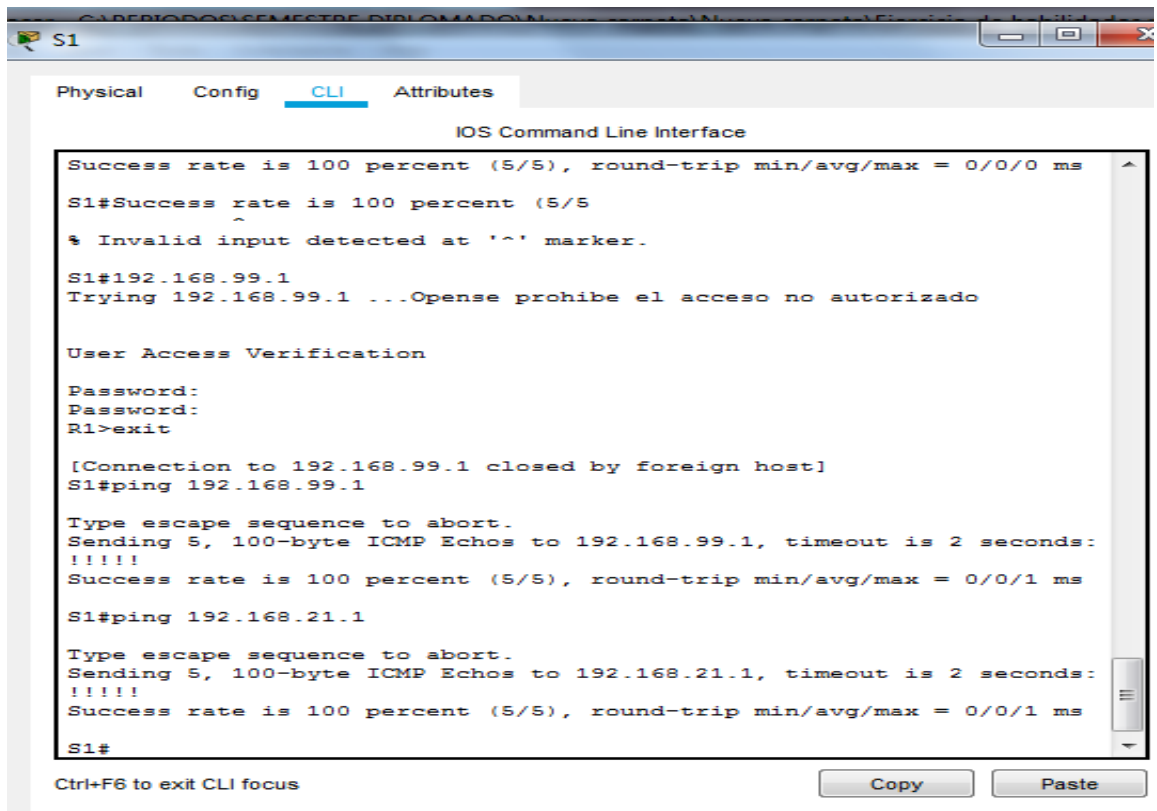 S1
Physical Config CLI Attributes
IOS Command Line Interface
Success rate is 100 percent (5/5), round-trip min/avg/max = 0/0/0 ms
S1#Success rate is 100 percent (5/5
^
% Invalid input detected at '^' marker.
S1#192.168.99.1
Trying 192.168.99.1 ...Opense prohibe el acceso no autorizado
User Access Verification
Password:
Password:
R1>exit
[Connection to 192.168.99.1 closed by foreign host]
S1#ping 192.168.99.1
Type escape sequence to abort.
Sending 5, 100-byte ICMP Echos to 192.168.99.1, timeout is 2 seconds:
!!!!!
Success rate is 100 percent (5/5), round-trip min/avg/max = 0/0/1 ms
S1#ping 192.168.21.1
Type escape sequence to abort.
Sending 5, 100-byte ICMP Echos to 192.168.21.1, timeout is 2 seconds:
!!!!!
Success rate is 100 percent (5/5), round-trip min/avg/max = 0/0/1 ms
S1#
Ctrl+F6 to exit CLI focus
Copy Paste